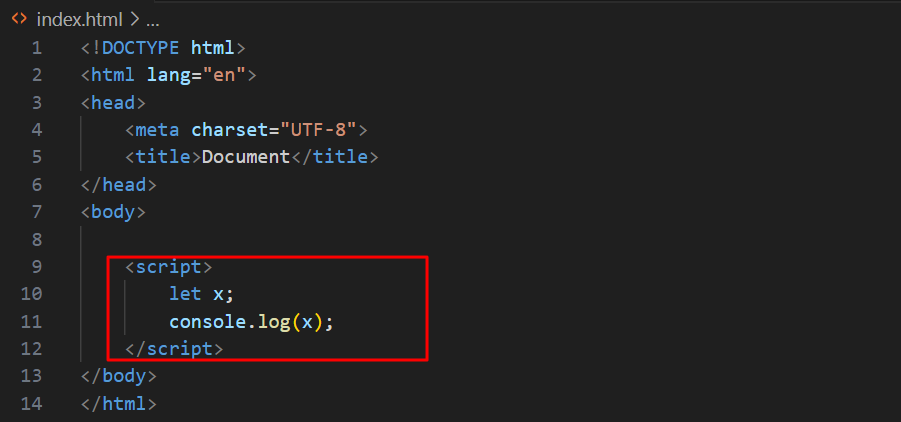 <> index.html > ...
1 <!DOCTYPE html>
2 <html lang="en">
3 <head>
4     <meta charset="UTF-8">
5     <title>Document</title>
6 </head>
7 <body>
8
9     <script>
10         let x;
11         console.log(x);
12     </script>
13 </body>
14 </html>